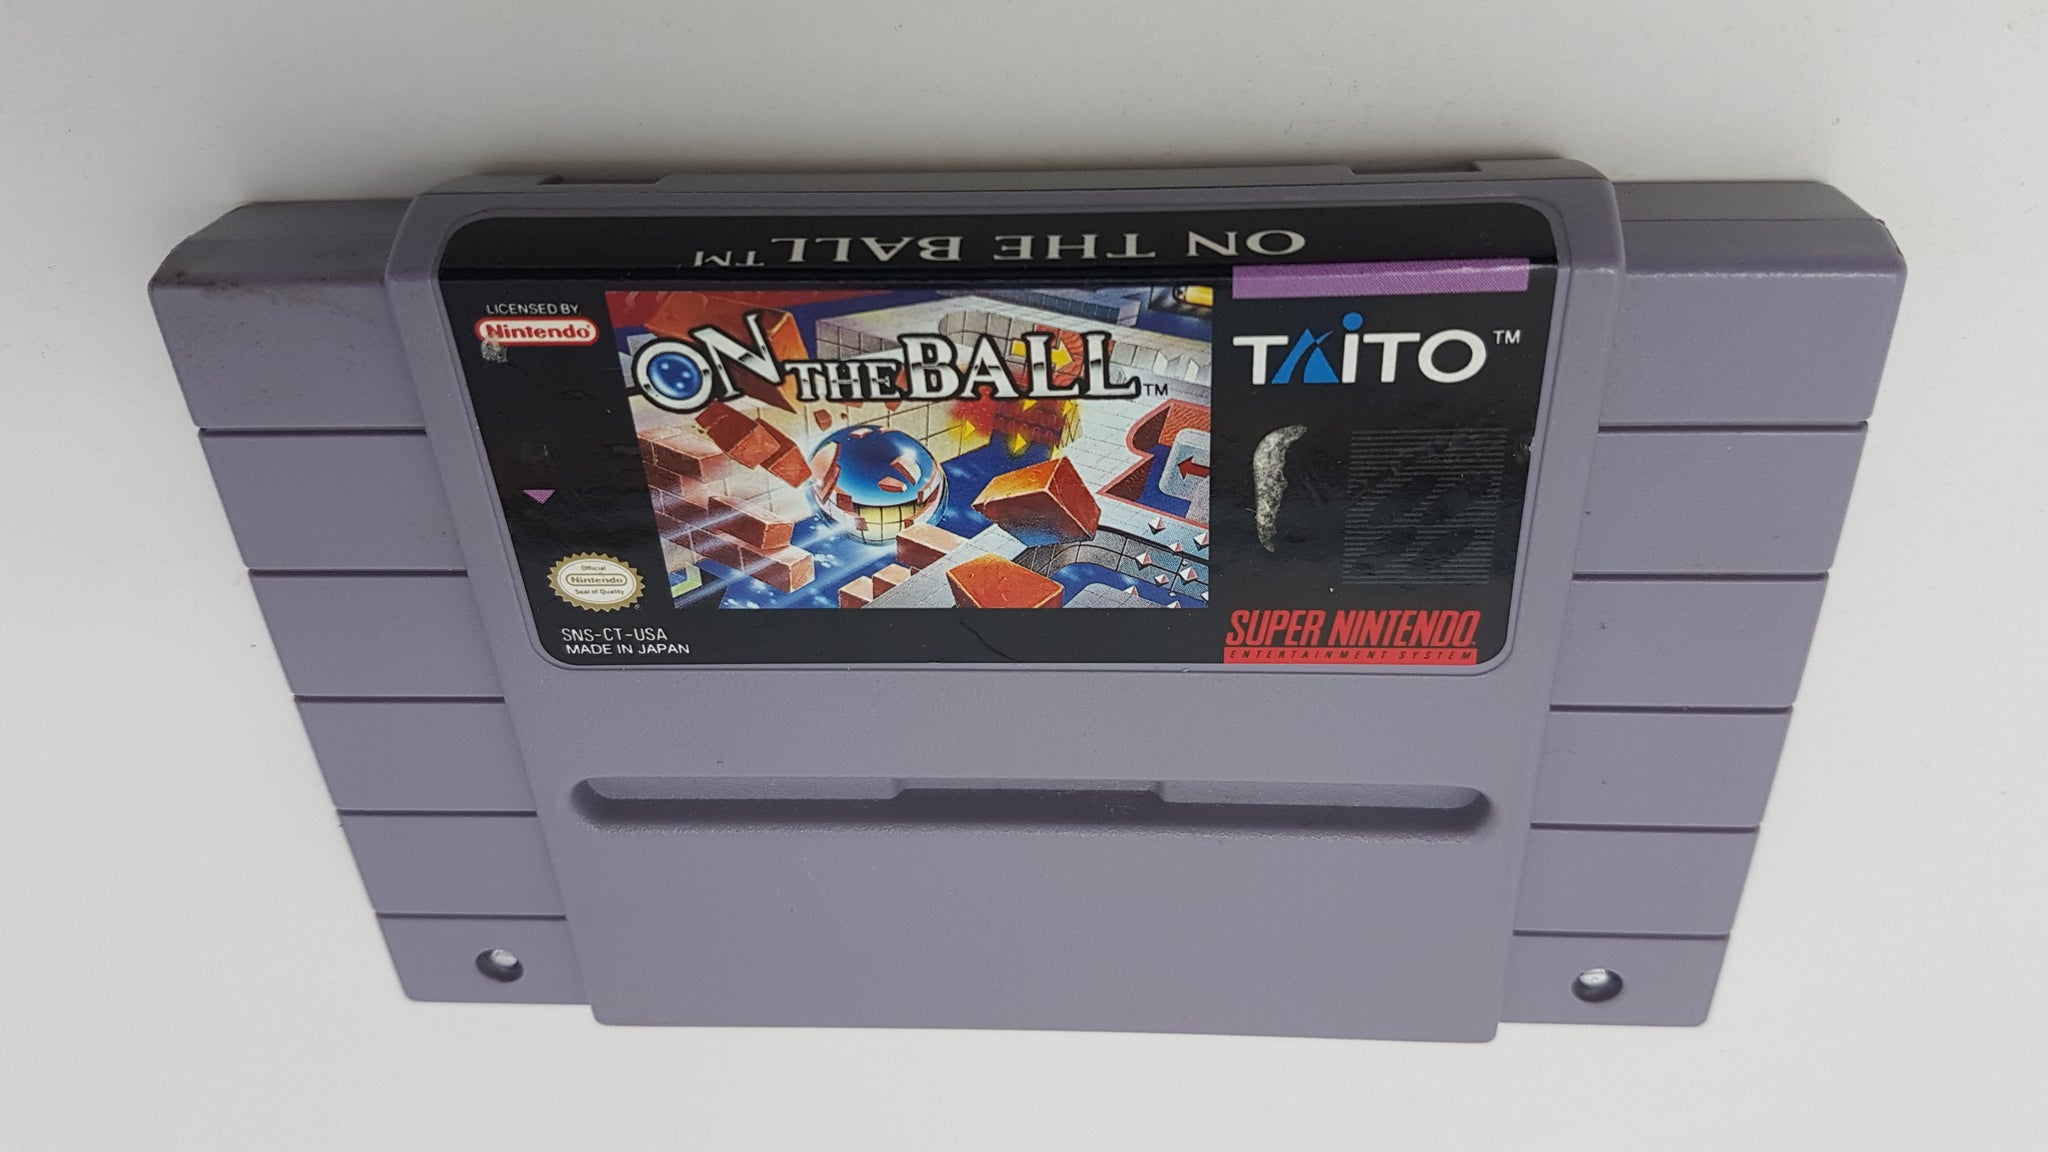 ON THE BALL™
LICENSED BY
Nintendo®
ON THE BALL™
TAITO™
Official
Nintendo
Seal of Quality
SNS-CT-USA
MADE IN JAPAN
SUPER NINTENDO
ENTERTAINMENT SYSTEM